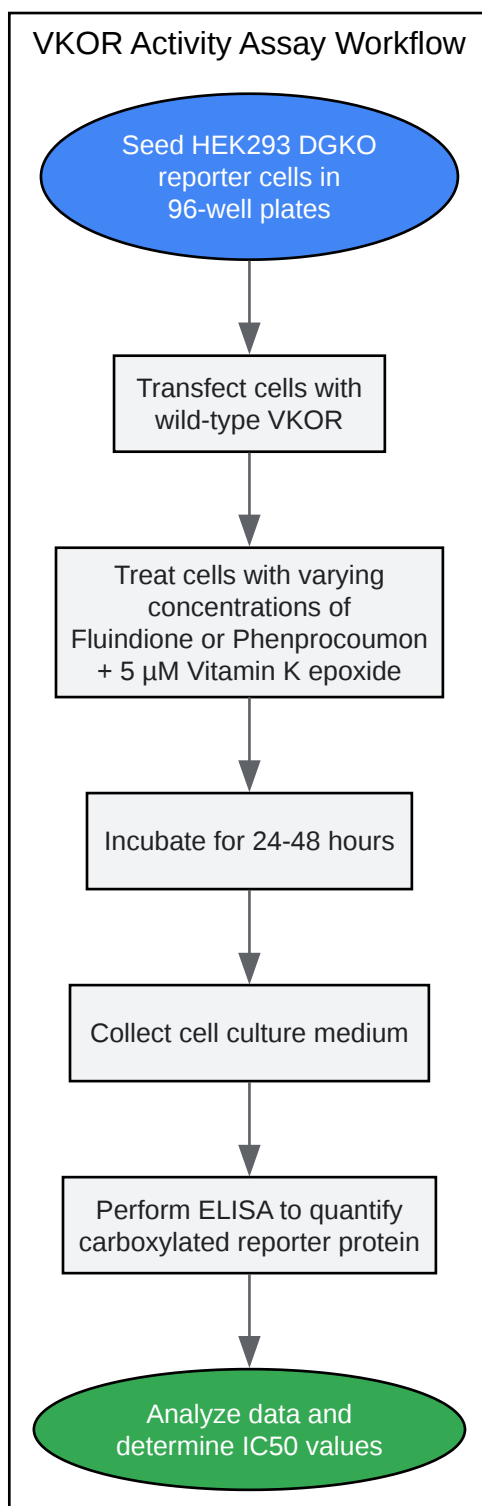 VKOR Activity Assay Workflow
Seed HEK293 DGKO
reporter cells in
96-well plates
Transfect cells with
wild-type VKOR
Treat cells with varying
concentrations of
Fluindione or Phenprocoumon
+ 5 µM Vitamin K epoxide
Incubate for 24-48 hours
Collect cell culture medium
Perform ELISA to quantify
carboxylated reporter protein
Analyze data and
determine IC50 values